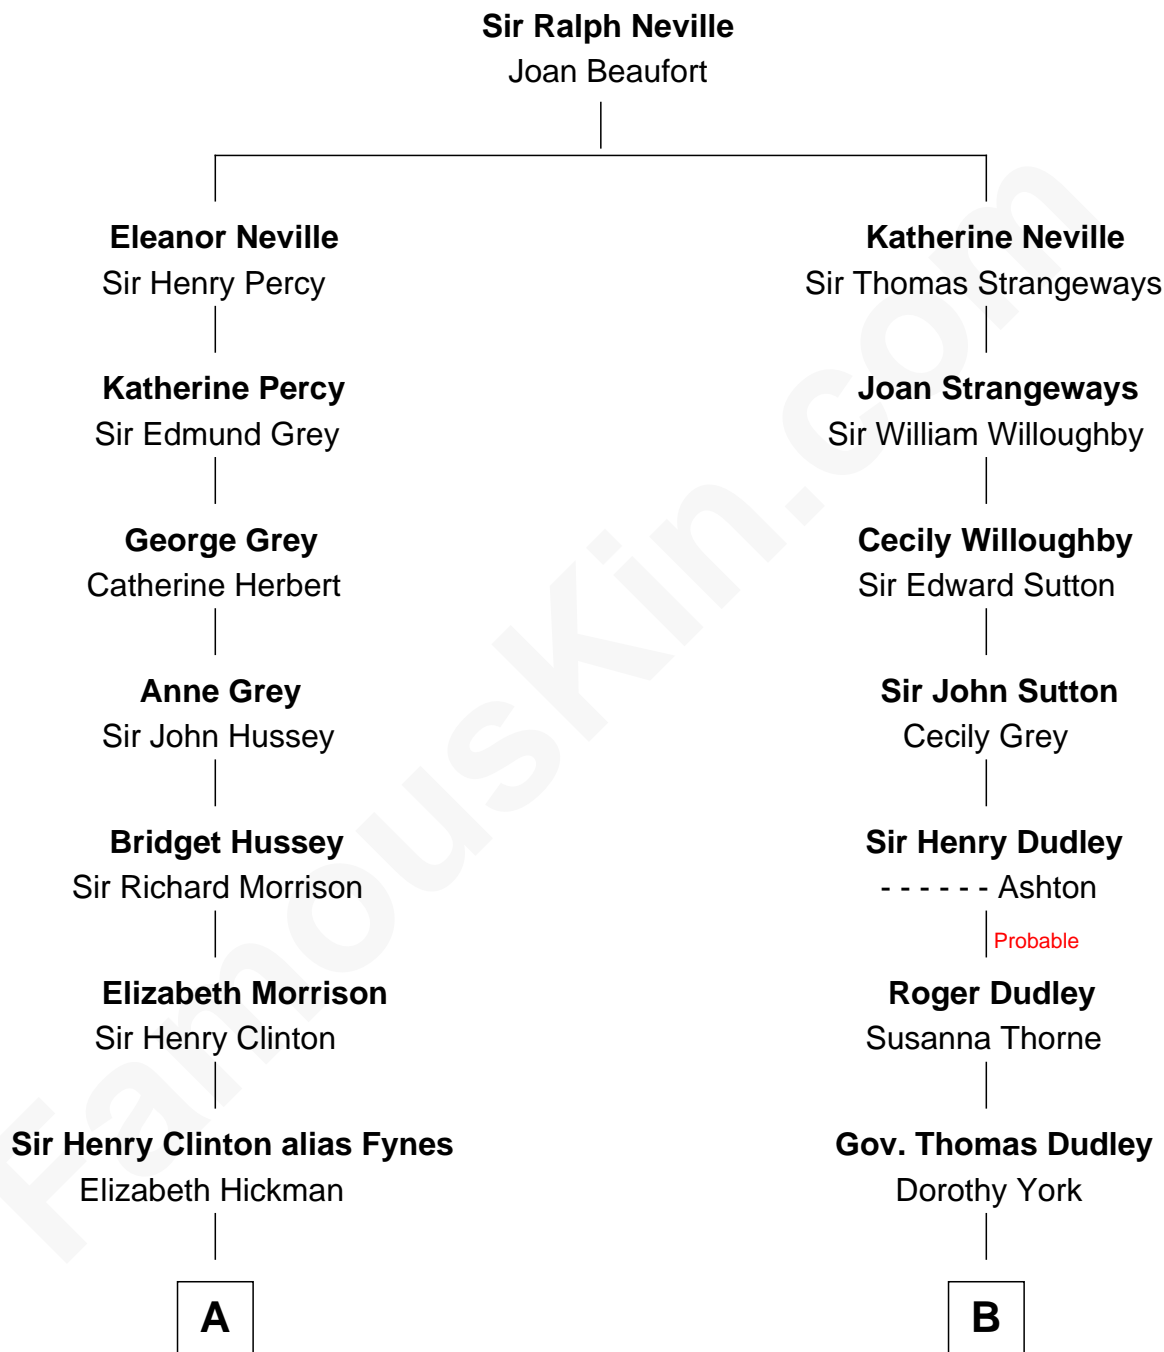 Sir Ralph Neville
Joan Beaufort
Eleanor Neville
Sir Henry Percy
Katherine Neville
Sir Thomas Strangeways
Katherine Percy
Sir Edmund Grey
Joan Strangeways
Sir William Willoughby
George Grey
Catherine Herbert
Cecily Willoughby
Sir Edward Sutton
Anne Grey
Sir John Hussey
Sir John Sutton
Cecily Grey
Bridget Hussey
Sir Richard Morrison
Sir Henry Dudley
- - - - - - Ashton
Probable
Elizabeth Morrison
Sir Henry Clinton
Roger Dudley
Susanna Thorne
Sir Henry Clinton alias Fynes
Elizabeth Hickman
Gov. Thomas Dudley
Dorothy York
A
B
FamousKin.com